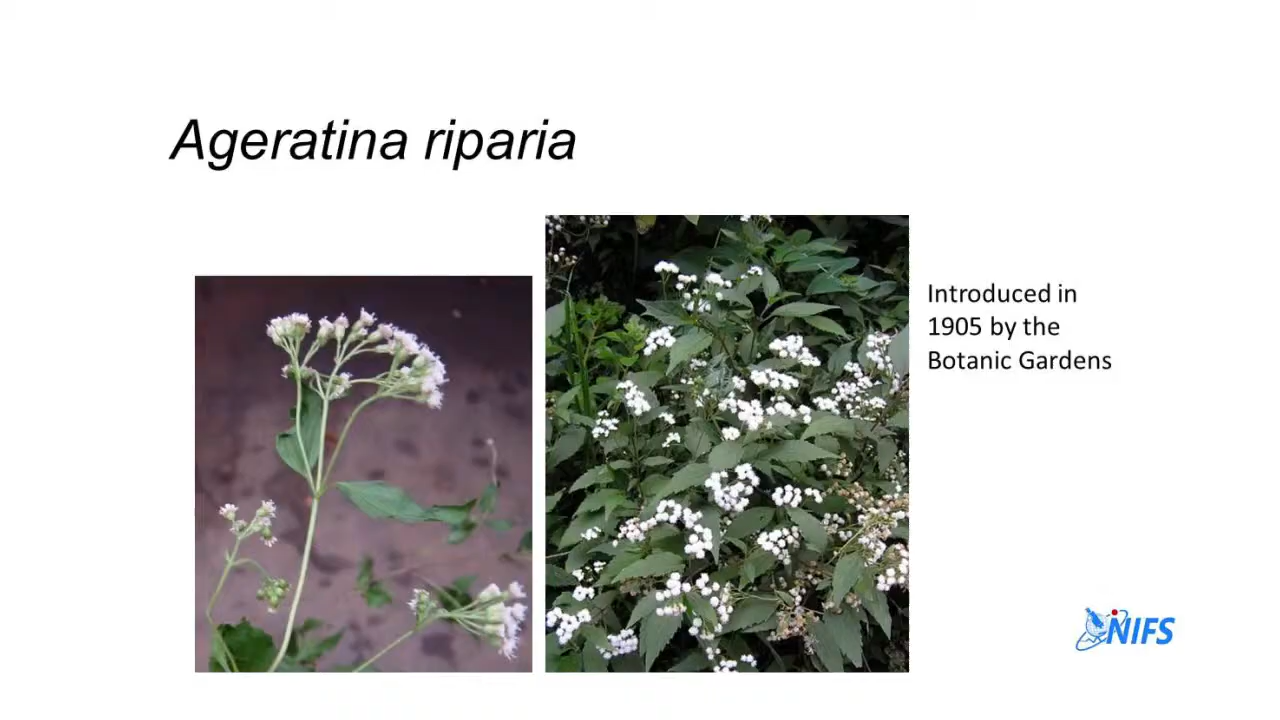 Ageratina riparia
Introduced in
1905 by the
Botanic Gardens
NIFS